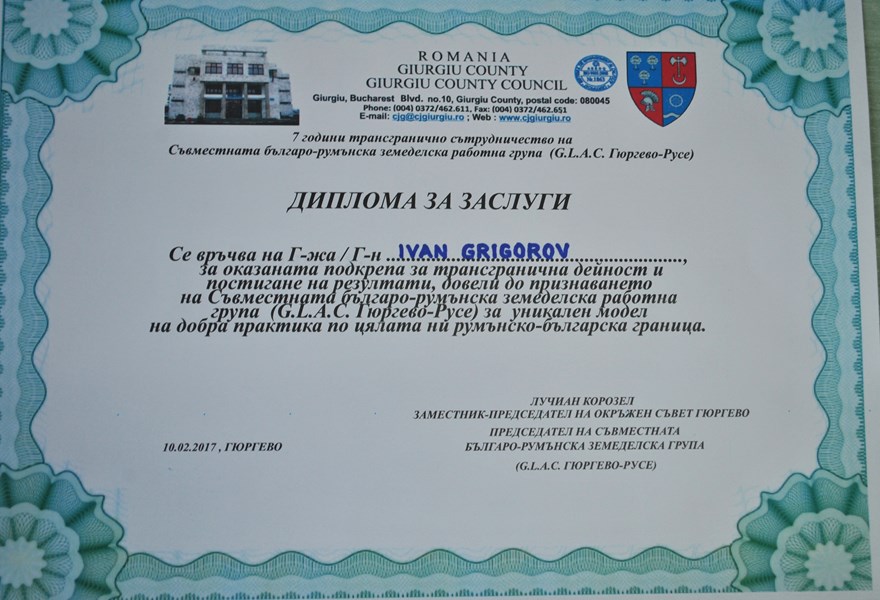 ROMANIA
GIURGIU COUNTY
GIURGIU COUNTY COUNCIL
Giurgiu, Bucharest Blvd. no.10, Giurgiu County, postal code: 080045
Phone: (004) 0372/462.611, Fax: (004) 0372/462.651
E-mail: cjg@cjgiurgiu.ro ; Web : www.cjgiurgiu.ro
7 години трансгранично сътрудничество на
Съвместната българо-румънска земеделска работна група (G.L.A.C. Гюргево-Русе)
ДИПЛОМА ЗА ЗАСЛУГИ
Се връчва на Г-жа / Г-н ...IVAN GRIGOROV...................,
за оказаната подкрепа за трансгранична дейност и
постигане на резултати, довели до признаването
на Съвместната българо-румънска земеделска работна
група (G.L.A.C. Гюргево-Русе) за уникален модел
на добра практика по цялата ни румънско-българска граница.
ЛУЧИАН КОРОЗЕЛ
ЗАМЕСТНИК-ПРЕДСЕДАТЕЛ НА ОКРЪЖЕН СЪВЕТ ГЮРГЕВО
ПРЕДСЕДАТЕЛ НА СЪВМЕСТНАТА
БЪЛГАРО-РУМЪНСКА ЗЕМЕДЕЛСКА ГРУПА
(G.L.A.C. ГЮРГЕВО-РУСЕ)
10.02.2017 , ГЮРГЕВО